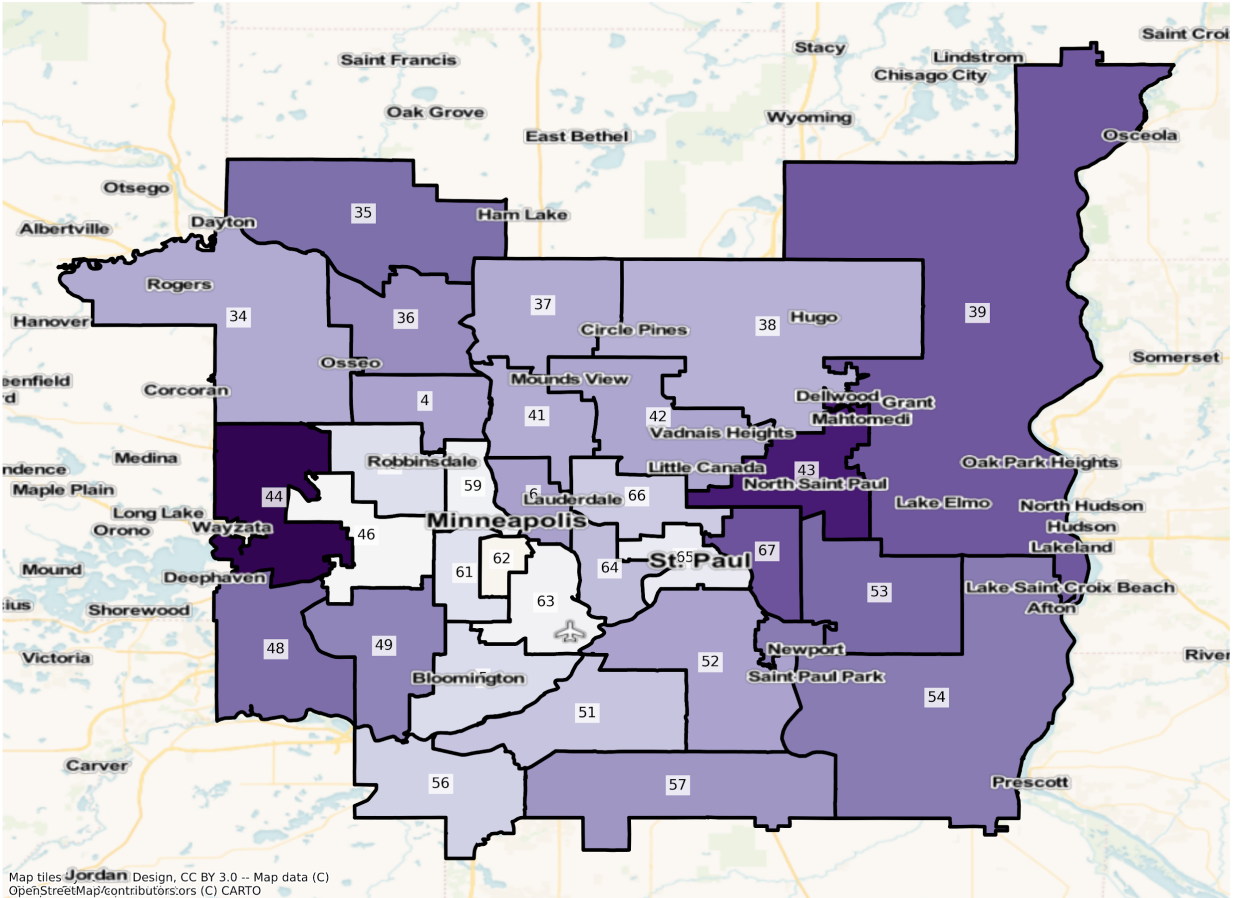 Saint Croi
Stacy
Lindstrom
Saint Francis
Chisago City
Oak Grove
Wyoming
East Bethel
Osceola
Otsego
35
Ham Lake
Dayton
Albertville
Rogers
37
39
34
36
Hugo
38
Hanover
Circle Pines
Somerset
Osseo
eenfield
Mounds View
rd
Corcoran
Dellwood
Grant
4
41
42
Mahtomedi
Vadnais Heights
Medina
Robbinsdale
Oak Park Heights
ndence
Little Canada
43
North Saint Paul
Maple Plain
59
44
6
66
Lauderdale
Lake Elmo
North Hudson
Long Lake
Minneapolis
Hudson
Orono
Wayzata
46
Lakeland
67
62
65
St. Paul
Mound
Deephaven
61
64
Lake Saint Croix Beach
53
63
cius
Shorewood
Afton
48
49
Newport
River
Victoria
52
Bloomington
Saint Paul Park
54
51
Carver
56
57
Prescott
Jordan
Map tiles Design, CC BY 3.0 -- Map data (C)
OpenStreetMap contributors (C) CARTO